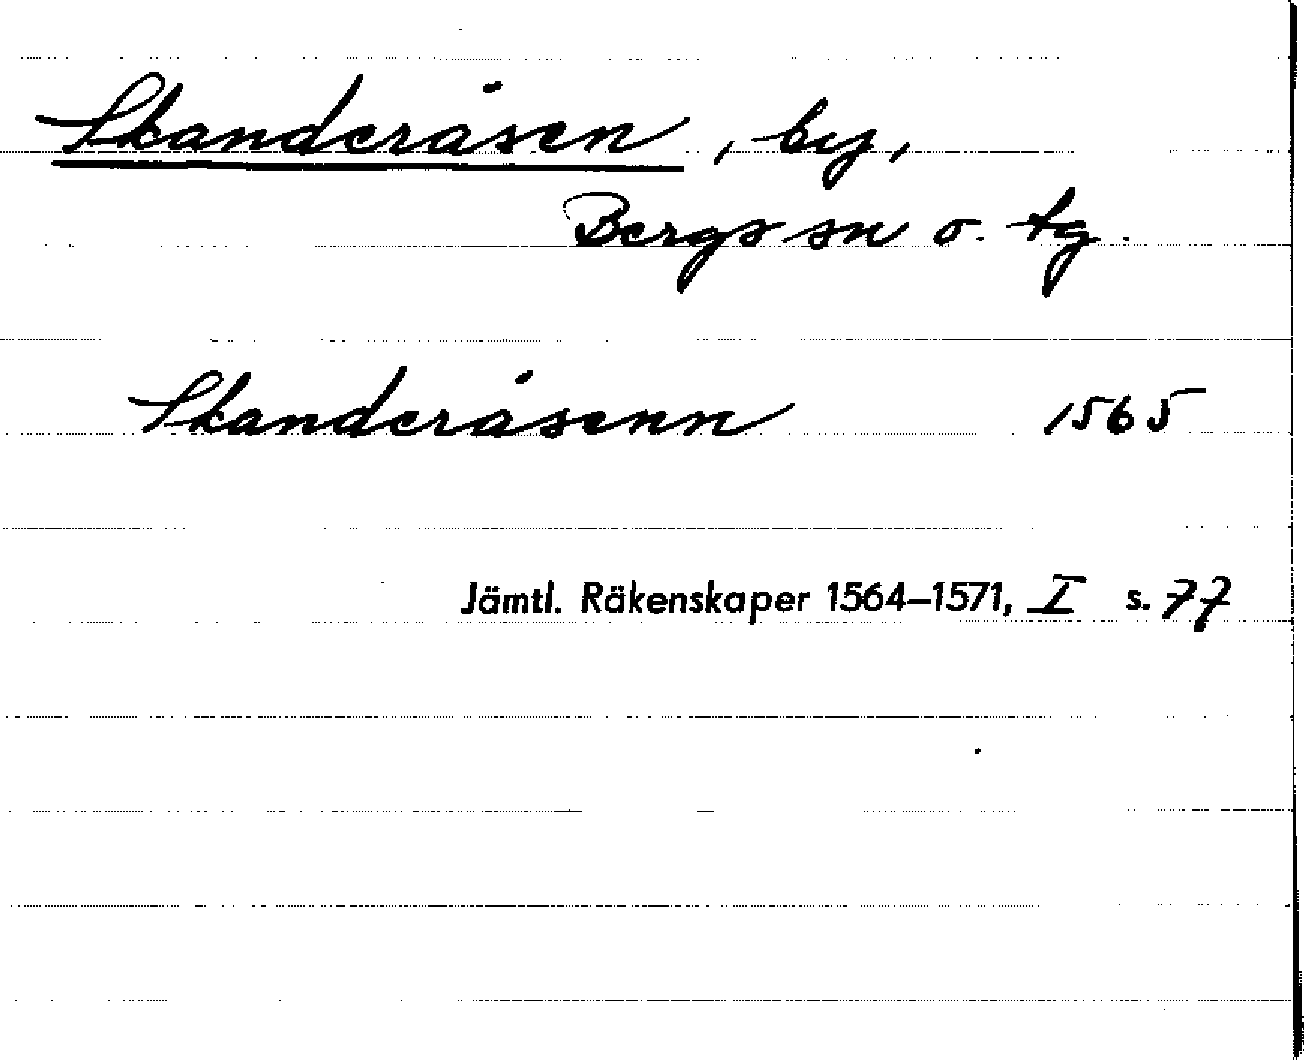 Skanderåsen, by,
Bergs sn o. tg.
Skanderåsenn 1565
Jämtl. Räkenskaper 1564–1571, I s. 77